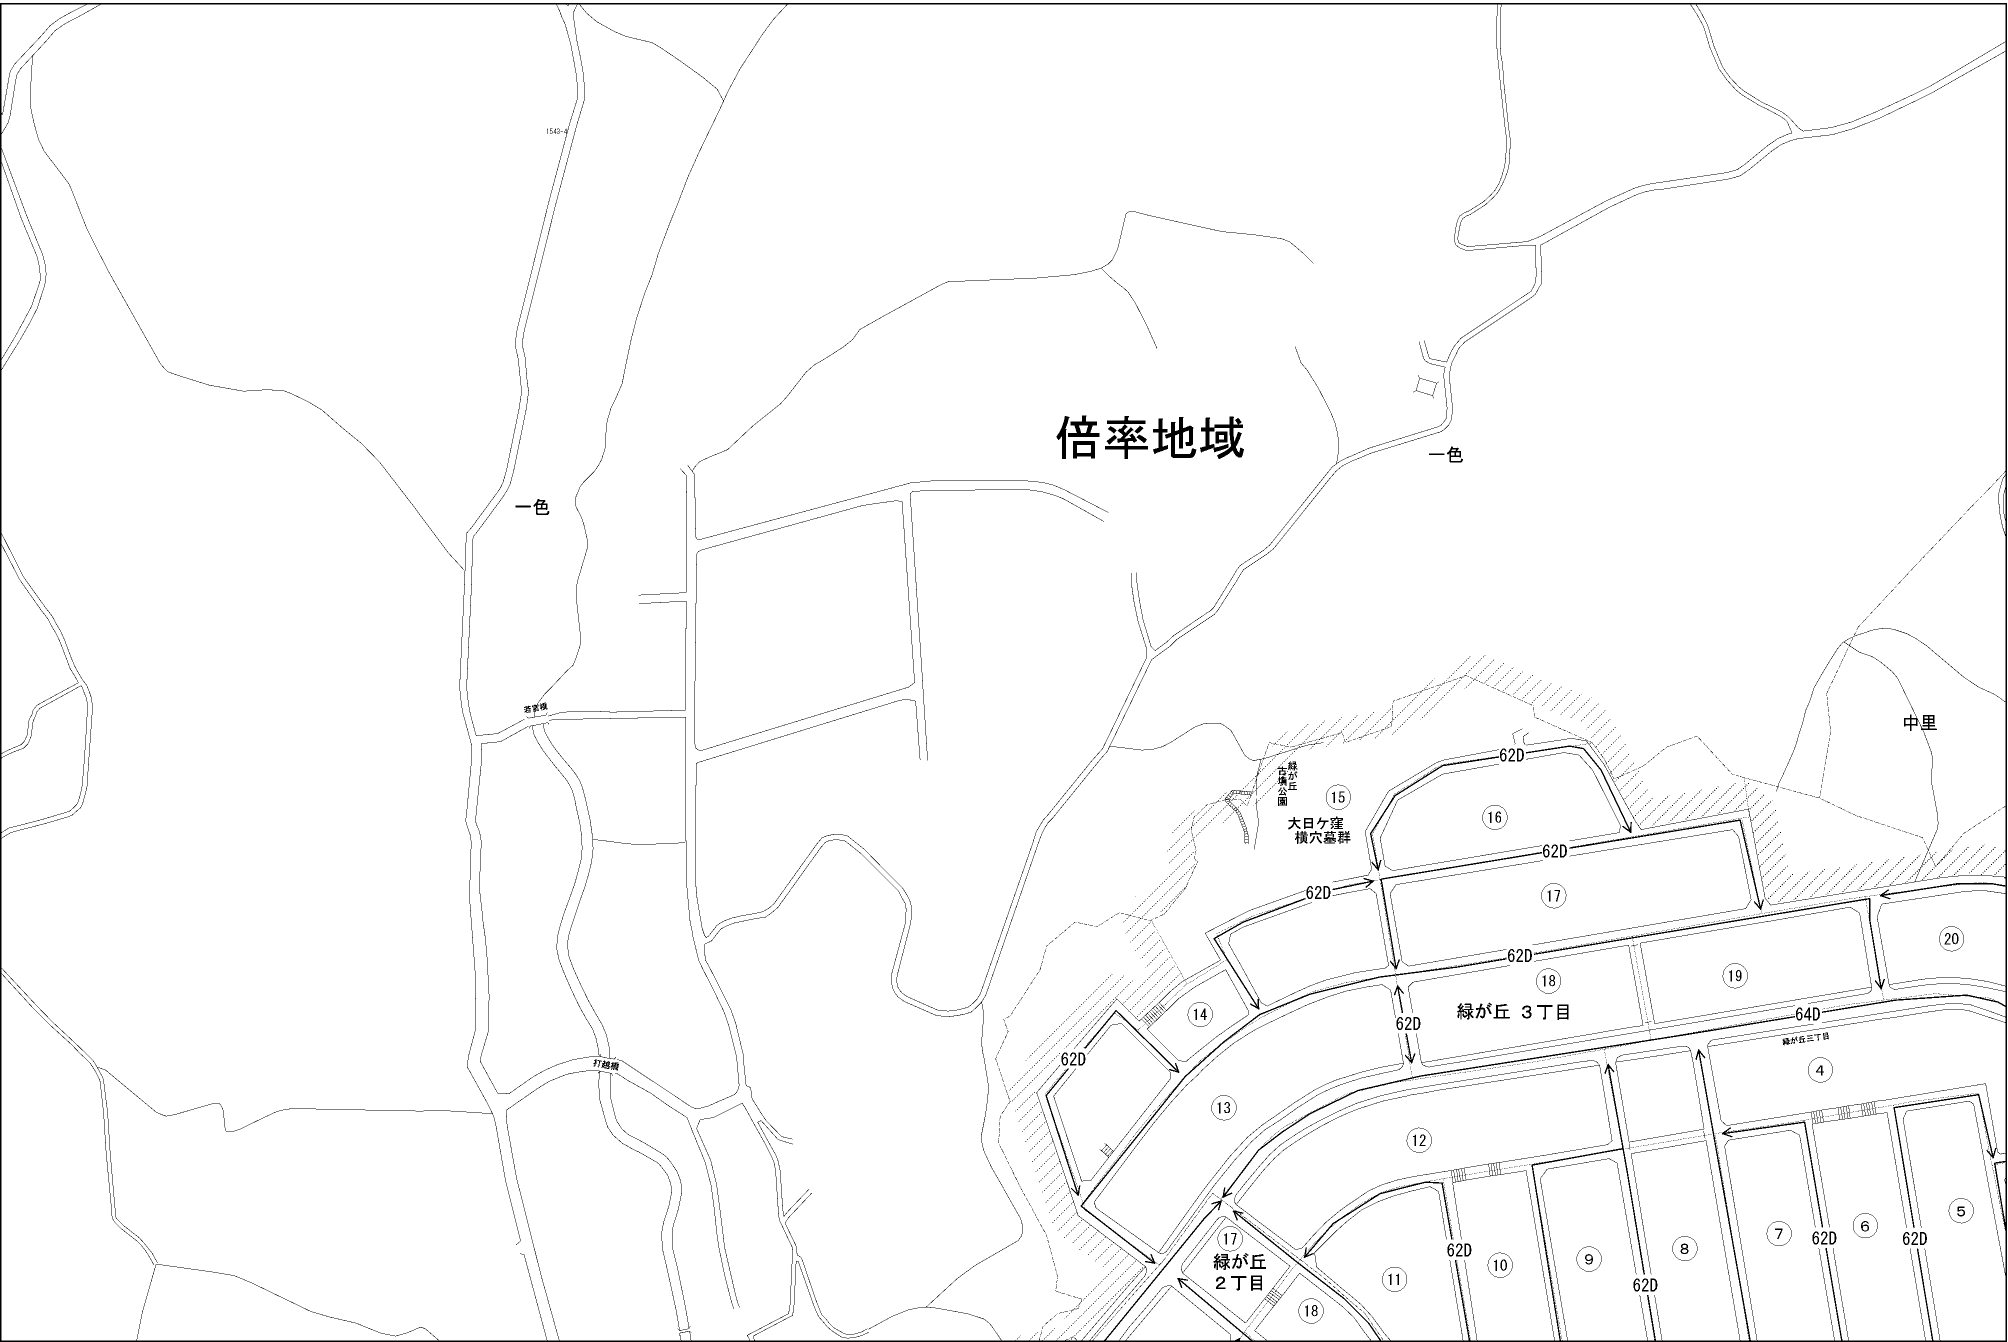 1543-4
倍率地域
一色
一色
若宮橋
中里
62D
緑が丘
古墳公園
15
16
大日ケ窪
横穴墓群
62D
62D
17
20
62D
18
19
緑が丘 3丁目
14
62D
64D
緑が丘三丁目
62D
打越橋
4
13
12
5
6
7
17
62D
62D
8
62D
9
緑が丘
2丁目
10
11
62D
18